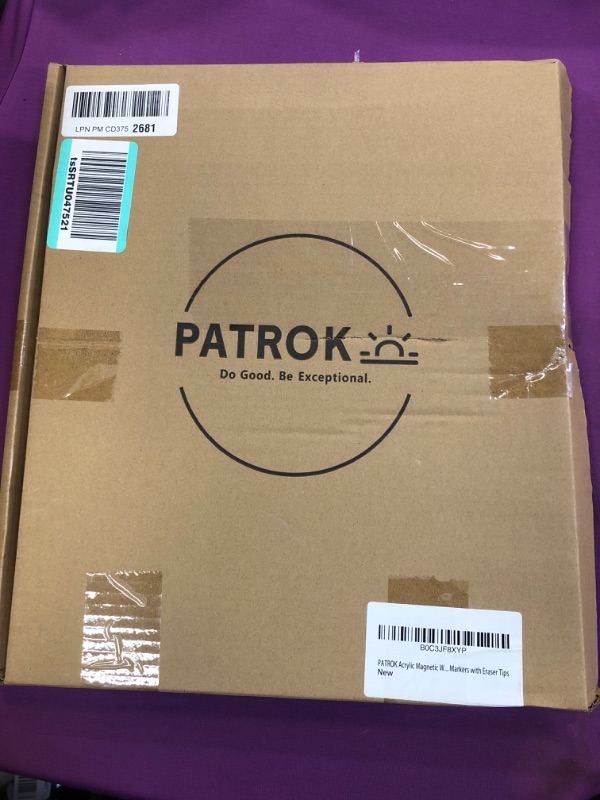 LPN PM CD375 2681
tsSRTU047521
PATROK
Do Good. Be Exceptional.
B0C3JF8XYP
PATROK Acrylic Magnetic W... Markers with Eraser Tips
New